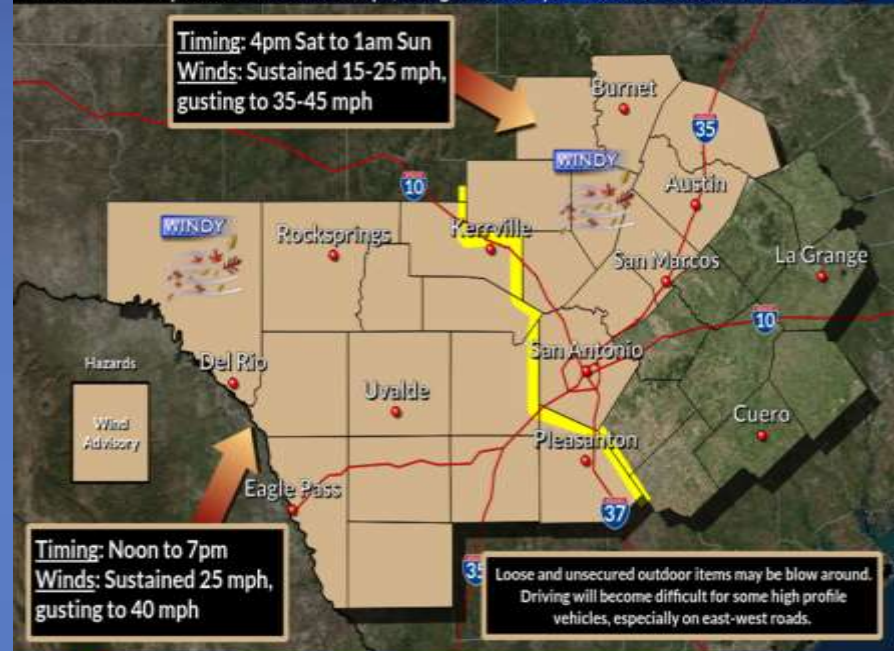 Timing: 4pm Sat to 1am Sun
Winds: Sustained 15-25 mph,
gusting to 35-45 mph
Burnet
35
WINDY
Austin
10
WINDY
Rocksprings
Kerrville
San Marcos
La Grange
10
Hazards
Del Rio
San Antonio
Wind
Advisory
Uvalde
Cuero
Pleasanton
Eagle Pass
37
Timing: Noon to 7pm
Winds: Sustained 25 mph,
gusting to 40 mph
35
Loose and unsecured outdoor items may be blow around.
Driving will become difficult for some high profile
vehicles, especially on east-west roads.